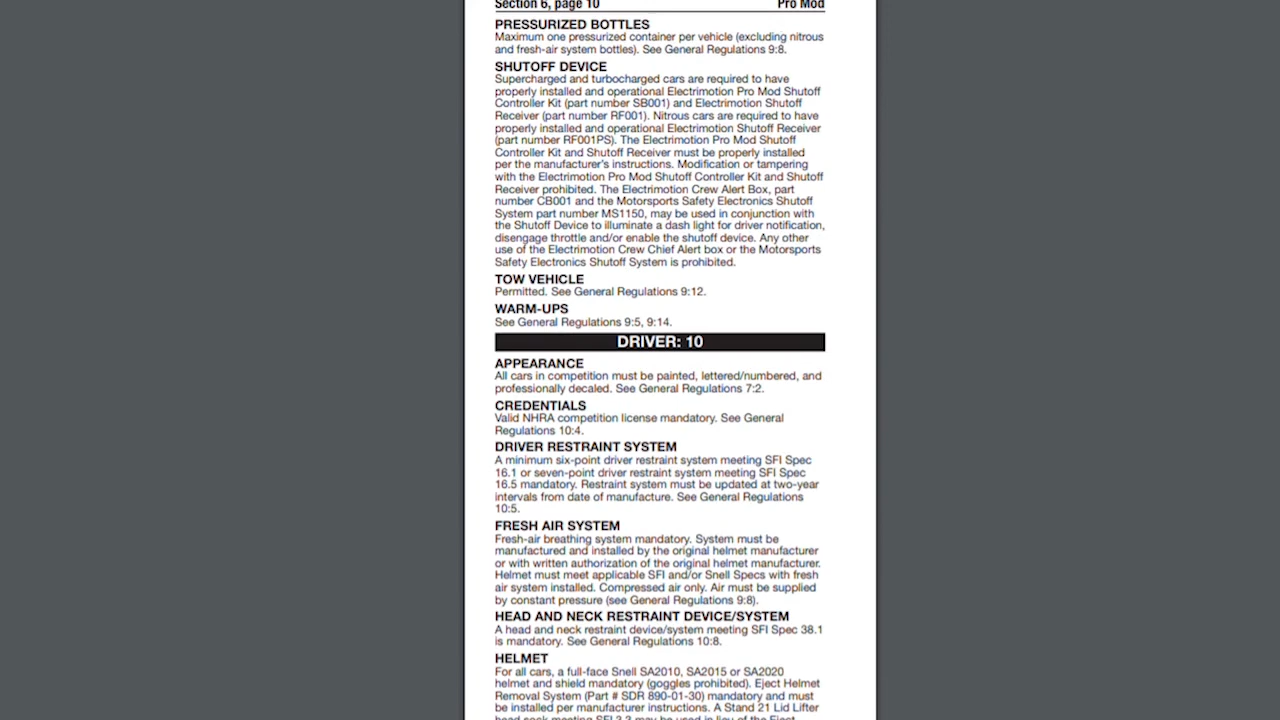 Section 6, page 10 Pro Mod
PRESSURIZED BOTTLES
Maximum one pressurized container per vehicle (excluding nitrous
and fresh-air system bottles). See General Regulations 9:8.
SHUTOFF DEVICE
Supercharged and turbocharged cars are required to have
properly installed and operational Electrimotion Pro Mod Shutoff
Controller Kit (part number SB001) and Electrimotion Shutoff
Receiver (part number RF001). Nitrous cars are required to have
properly installed and operational Electrimotion Shutoff Receiver
(part number RF001PS). The Electrimotion Pro Mod Shutoff
Controller Kit and Shutoff Receiver must be properly installed
per the manufacturer's instructions. Modification or tampering
with the Electrimotion Pro Mod Shutoff Controller Kit and Shutoff
Receiver prohibited. The Electrimotion Crew Alert Box, part
number CB001 and the Motorsports Safety Electronics Shutoff
System part number MS1150, may be used in conjunction with
the Shutoff Device to illuminate a dash light for driver notification,
disengage throttle and/or enable the shutoff device. Any other
use of the Electrimotion Crew Chief Alert box or the Motorsports
Safety Electronics Shutoff System is prohibited.
TOW VEHICLE
Permitted. See General Regulations 9:12.
WARM-UPS
See General Regulations 9:5, 9:14.
DRIVER: 10
APPEARANCE
All cars in competition must be painted, lettered/numbered, and
professionally decaled. See General Regulations 7:2.
CREDENTIALS
Valid NHRA competition license mandatory. See General
Regulations 10:4.
DRIVER RESTRAINT SYSTEM
A minimum six-point driver restraint system meeting SFI Spec
16.1 or seven-point driver restraint system meeting SFI Spec
16.5 mandatory. Restraint system must be updated at two-year
intervals from date of manufacture. See General Regulations
10:5.
FRESH AIR SYSTEM
Fresh-air breathing system mandatory. System must be
manufactured and installed by the original helmet manufacturer
or with written authorization of the original helmet manufacturer.
Helmet must meet applicable SFI and/or Snell Specs with fresh
air system installed. Compressed air only. Air must be supplied
by constant pressure (see General Regulations 9:8).
HEAD AND NECK RESTRAINT DEVICE/SYSTEM
A head and neck restraint device/system meeting SFI Spec 38.1
is mandatory. See General Regulations 10:8.
HELMET
For all cars, a full-face Snell SA2010, SA2015 or SA2020
helmet and shield mandatory (goggles prohibited). Eject Helmet
Removal System (Part # SDR 890-01-30) mandatory and must
be installed per manufacturer instructions. A Stand 21 Lid Lifter
head sock meeting SFI 3.3 may be used in lieu of the Eject